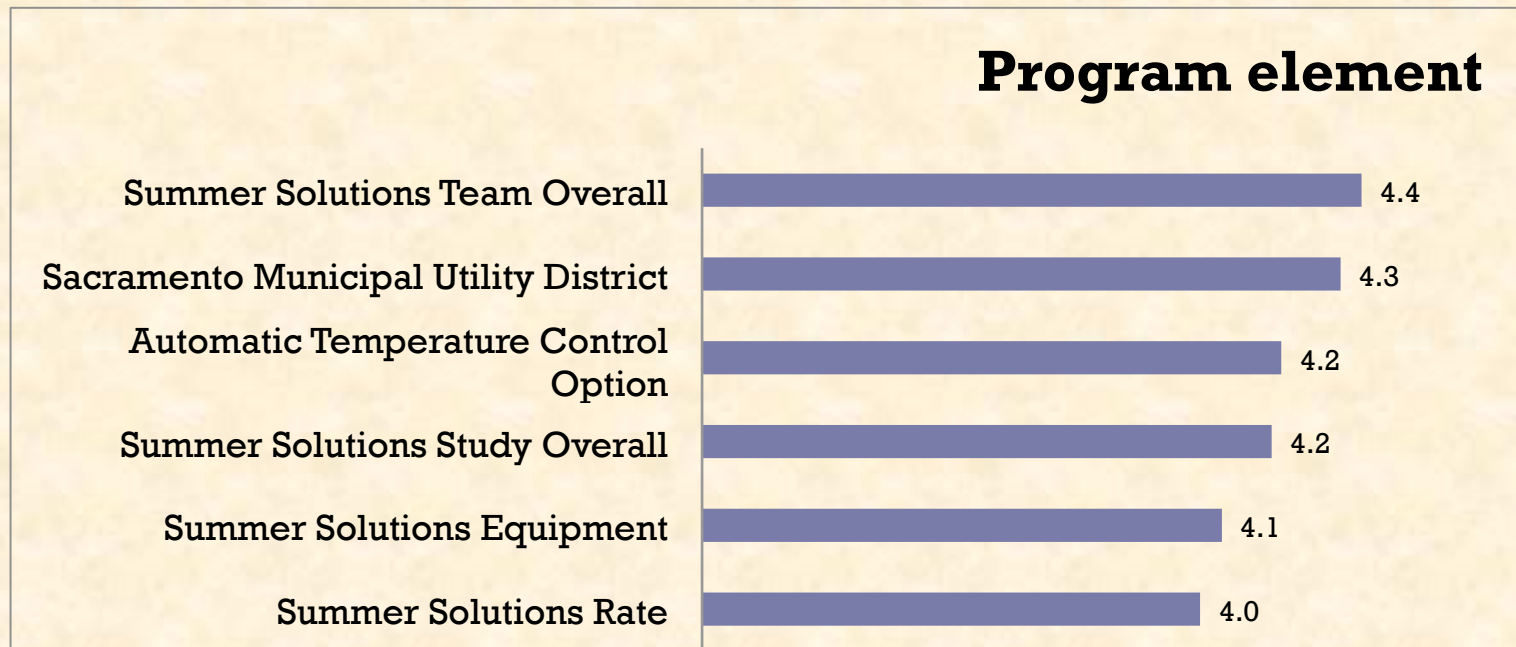 Program element
Summer Solutions Team Overall
4.4
Sacramento Municipal Utility District
4.3
Automatic Temperature Control
Option
4.2
Summer Solutions Study Overall
4.2
Summer Solutions Equipment
4.1
Summer Solutions Rate
4.0